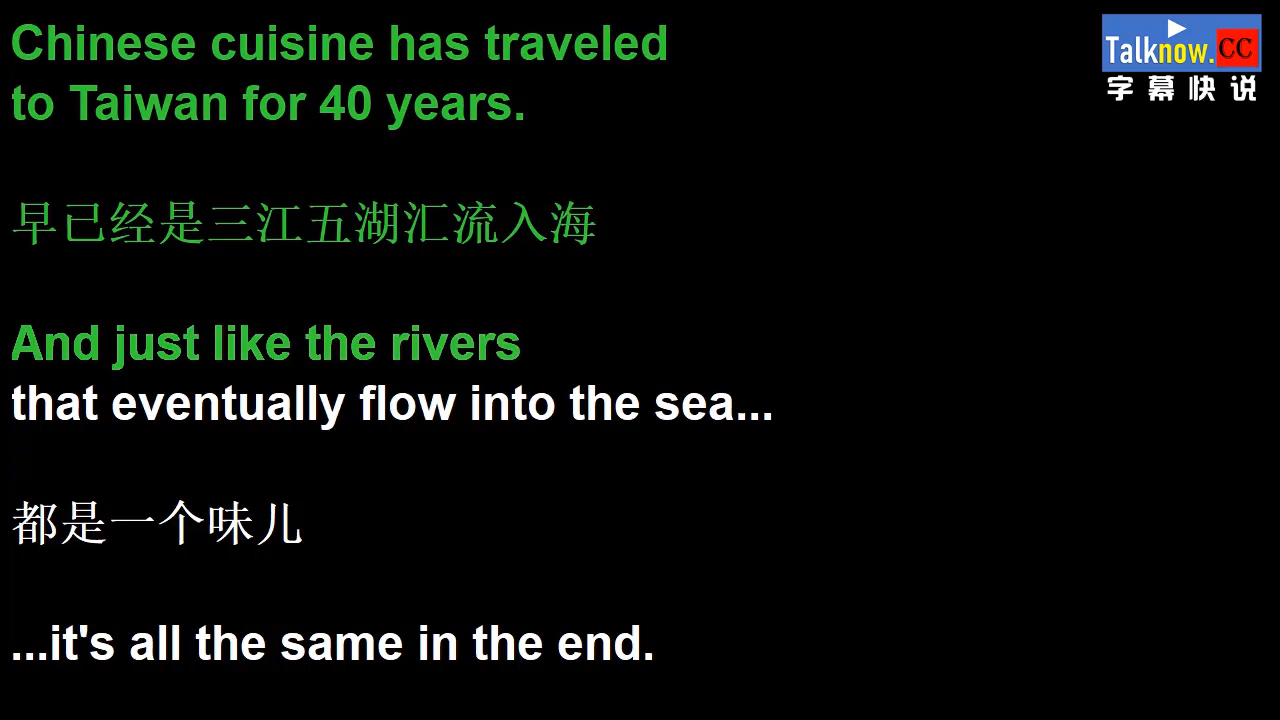 Chinese cuisine has traveled
to Taiwan for 40 years.
早已经是三江五湖汇流入海
And just like the rivers
that eventually flow into the sea...
都是一个味儿
...it's all the same in the end.
Talknow.CC
字幕快说